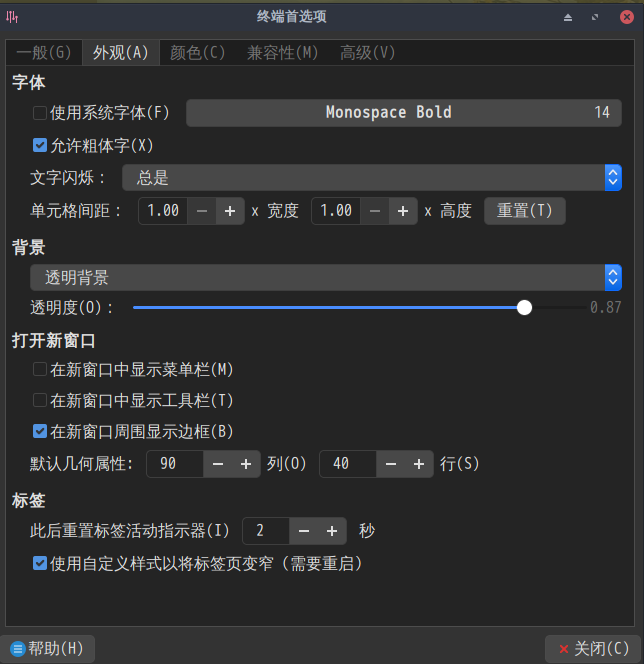 终端首选项
一般(G) 外观(A) 颜色(C) 兼容性(M) 高级(V)
字体
使用系统字体(F) Monospace Bold 14
允许粗体字(X)
文字闪烁： 总是
单元格间距： 1.00 − + x 宽度 1.00 − + x 高度 重置(T)
背景
透明背景
透明度(O)： 0.87
打开新窗口
在新窗口中显示菜单栏(M)
在新窗口中显示工具栏(T)
在新窗口周围显示边框(B)
默认几何属性: 90 − + 列(O) 40 − + 行(S)
标签
此后重置标签活动指示器(I) 2 − + 秒
使用自定义样式以将标签页变窄 (需要重启)
帮助(H) 关闭(C)